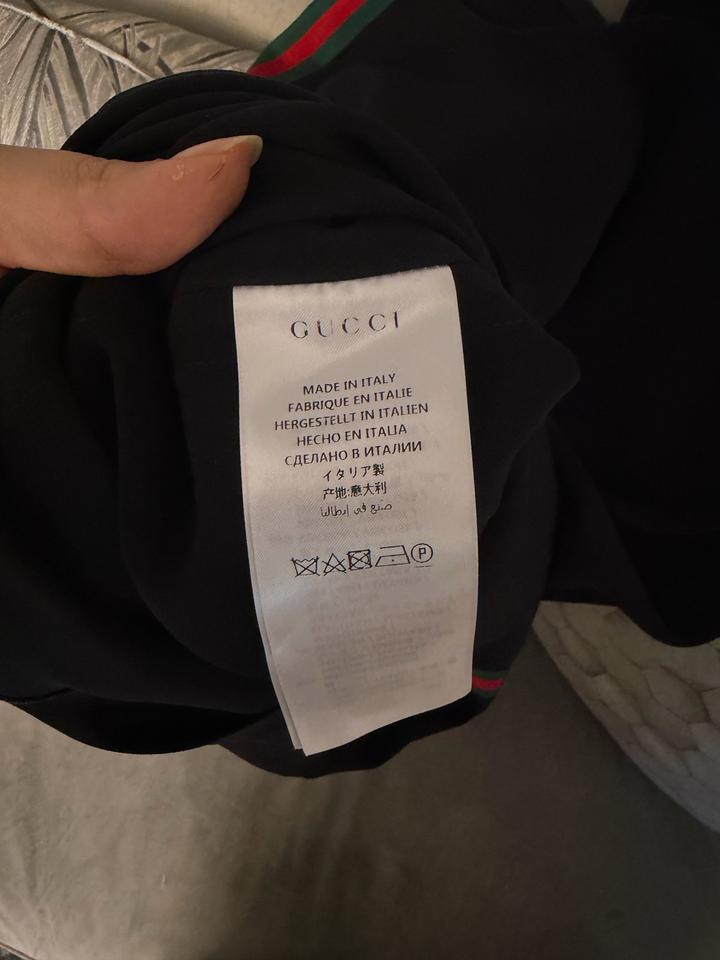 GUCCI
MADE IN ITALY
FABRIQUE EN ITALIE
HERGESTELLT IN ITALIEN
HECHO EN ITALIA
СДЕЛАНО В ИТАЛИИ
イタリア製
产地:意大利
صنع في إيطاليا
P